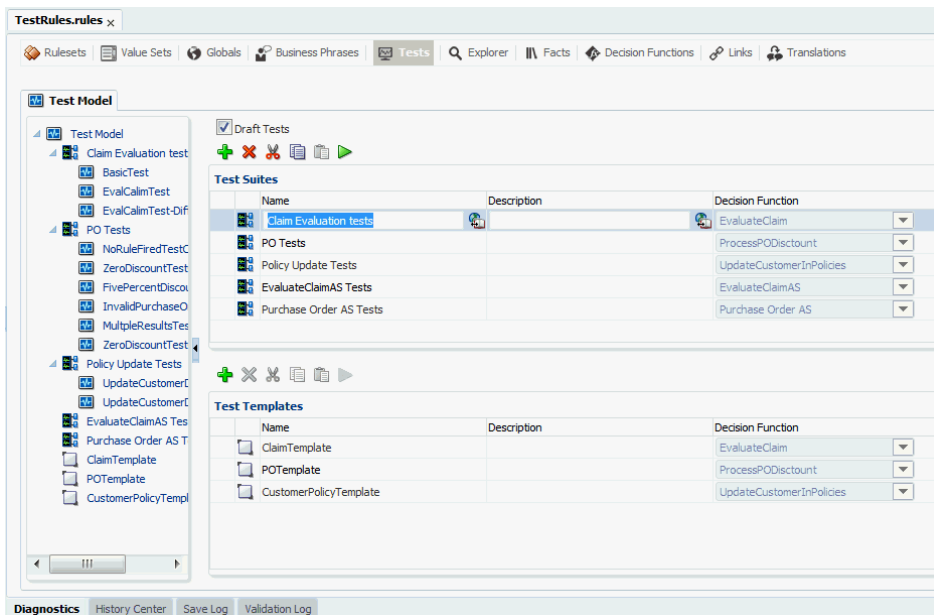 TestRules.rules x
Rulesets Value Sets Globals Business Phrases Tests Explorer Facts Decision Functions Links Translations
Test Model
Test Model
Claim Evaluation test
BasicTest
EvalCalimTest
EvalCalimTest-Dif
PO Tests
NoRuleFiredTestC
ZeroDiscountTest
FivePercentDiscou
InvalidPurchaseO
MultpleResultsTes
ZeroDiscountTest
Policy Update Tests
UpdateCustomerD
UpdateCustomerD
EvaluateClaimAS Tes
Purchase Order AS T
ClaimTemplate
POTemplate
CustomerPolicyTempl
Draft Tests
Test Suites
Name Description Decision Function
Claim Evaluation tests EvaluateClaim
PO Tests ProcessPODisctount
Policy Update Tests UpdateCustomerInPolicies
EvaluateClaimAS Tests EvaluateClaimAS
Purchase Order AS Tests Purchase Order AS
Test Templates
Name Description Decision Function
ClaimTemplate EvaluateClaim
POTemplate ProcessPODisctount
CustomerPolicyTemplate UpdateCustomerInPolicies
Diagnostics History Center Save Log Validation Log